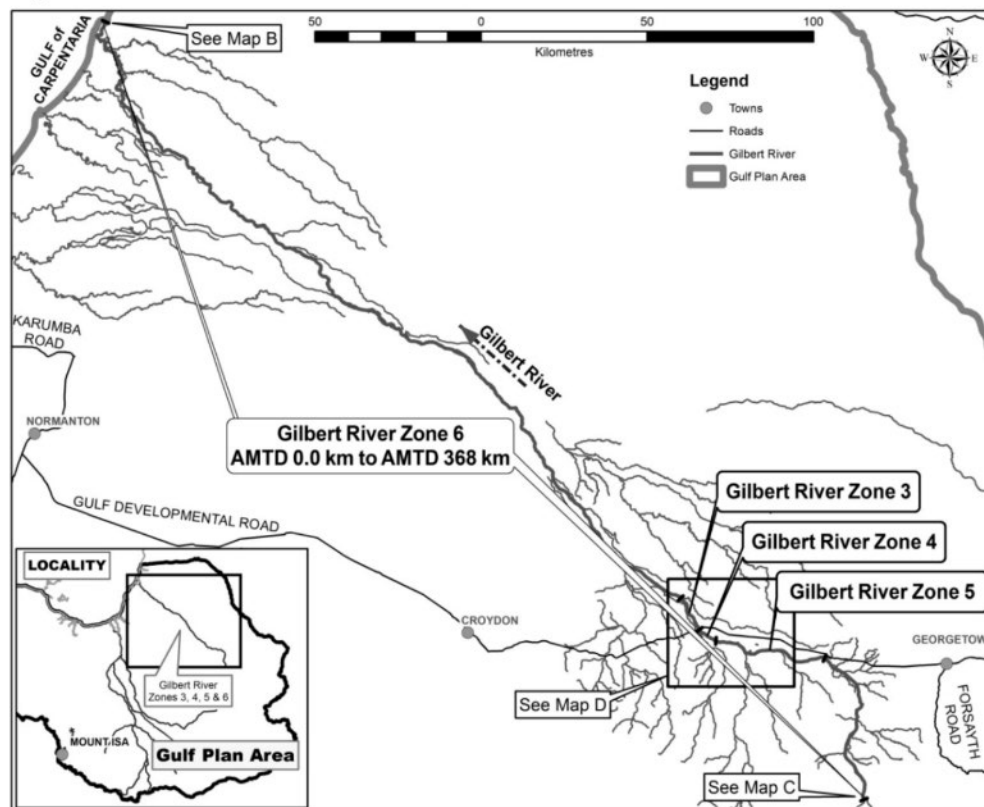 GULF of
CARPENTARIA
See Map B
50 0 50 100
Kilometres
N
W E
S
Legend
Towns
Roads
Gilbert River
Gulf Plan Area
KARUMBA
ROAD
Gilbert River
NORMANTON
Gilbert River Zone 6
AMTD 0.0 km to AMTD 368 km
GULF DEVELOPMENTAL ROAD
Gilbert River Zone 3
Gilbert River Zone 4
Gilbert River Zone 5
CROYDON
GEORGETOW
FORSAYTH
ROAD
See Map D
See Map C
LOCALITY
Gilbert River
Zones 3, 4, 5 & 6
MOUNT ISA
Gulf Plan Area